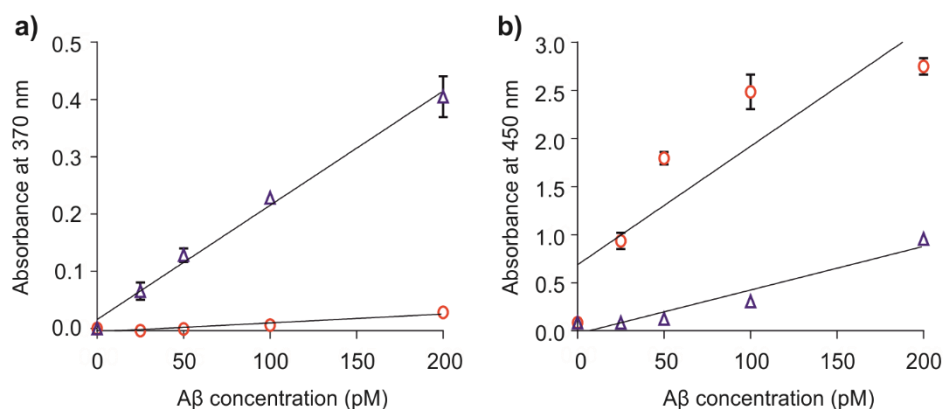 a)
Absorbance at 370 nm
0.5
0.4
0.3
0.2
0.1
0.0
0 50 100 150 200
Aβ concentration (pM)
b)
Absorbance at 450 nm
3.0
2.5
2.0
1.5
1.0
0.5
0.0
0 50 100 150 200
Aβ concentration (pM)